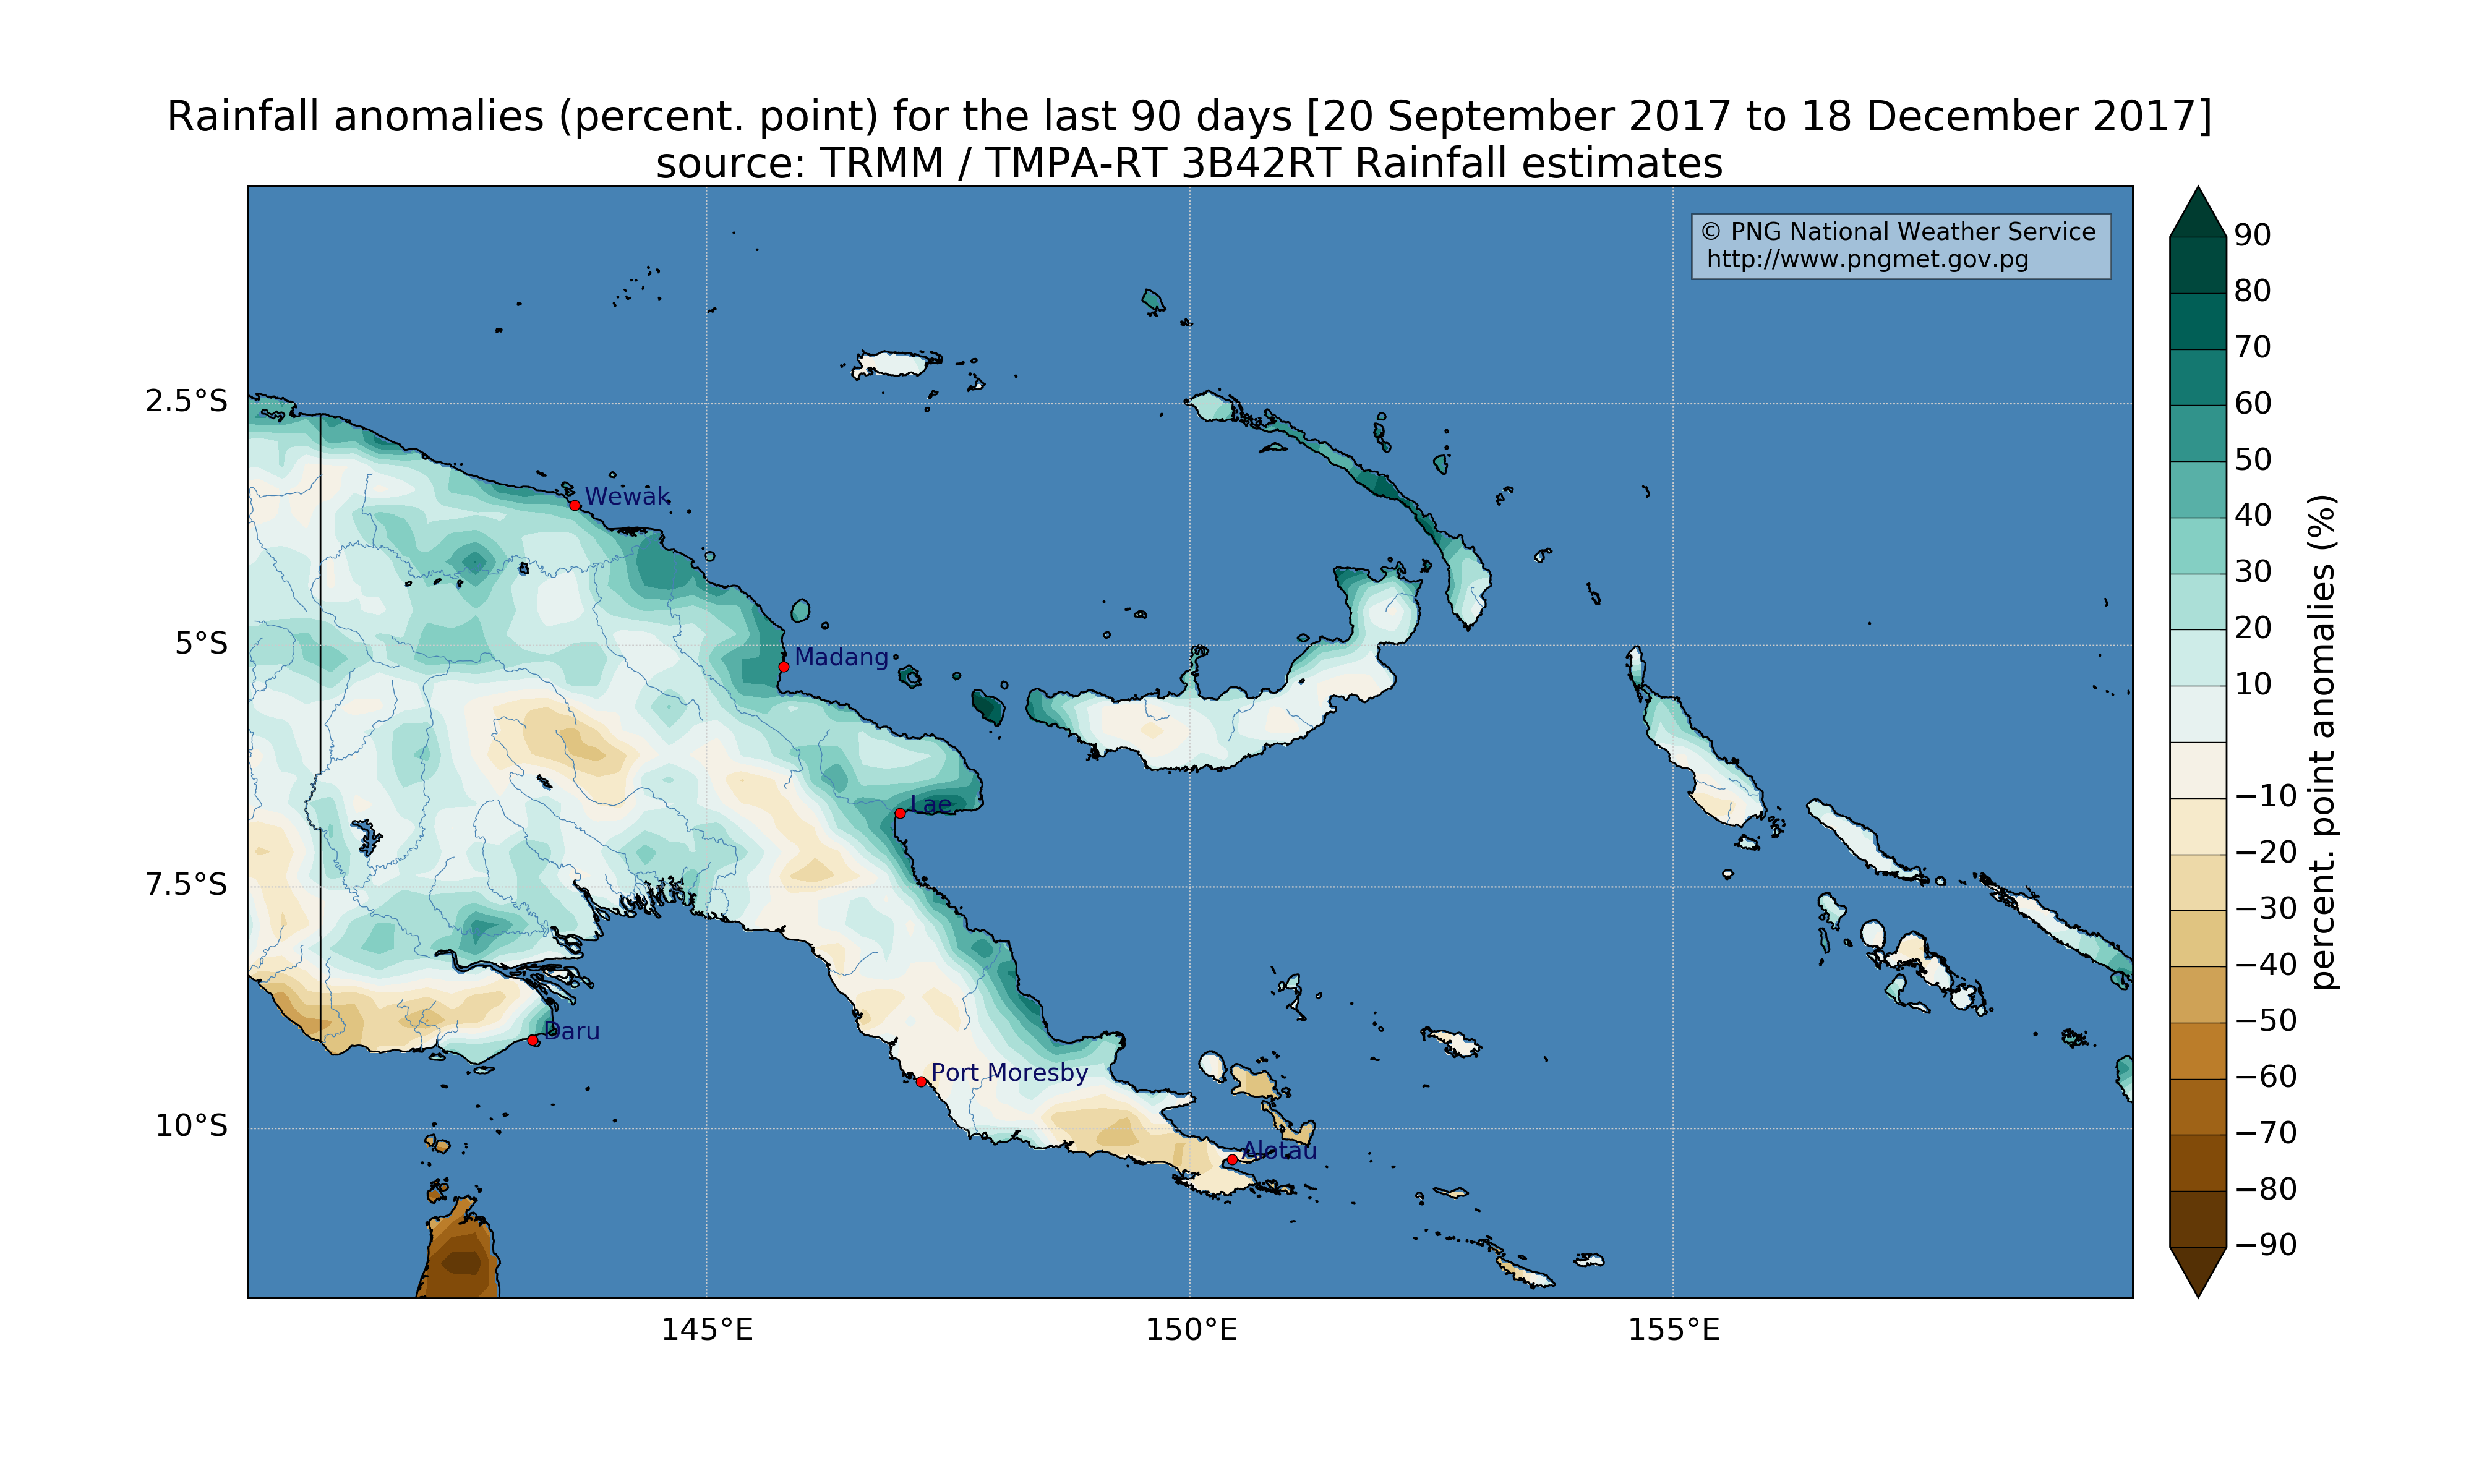 Rainfall anomalies (percent. point) for the last 90 days [20 September 2017 to 18 December 2017]
source: TRMM / TMPA-RT 3B42RT Rainfall estimates
© PNG National Weather Service
http://www.pngmet.gov.pg
2.5°S
5°S
7.5°S
10°S
Wewak
Madang
Lae
Daru
Port Moresby
Alotau
145°E
150°E
155°E
90
80
70
60
50
40
30
20
10
−10
−20
−30
−40
−50
−60
−70
−80
−90
percent. point anomalies (%)